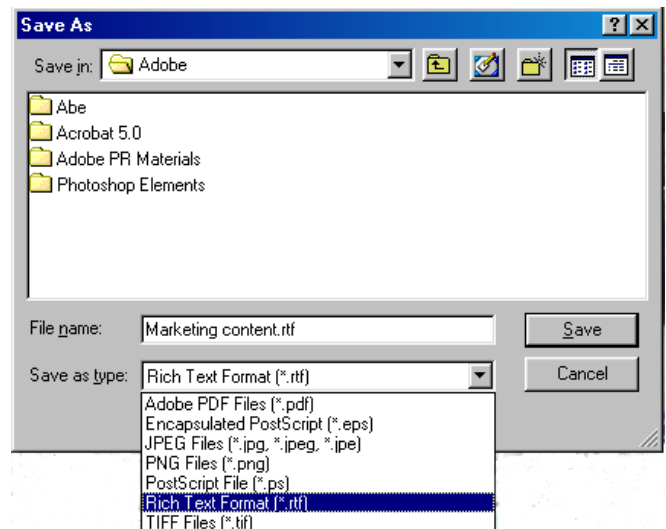 Save As
Save in: Adobe
Abe
Acrobat 5.0
Adobe PR Materials
Photoshop Elements
File name: Marketing content.rtf Save
Save as type: Rich Text Format (*.rtf) Cancel
Adobe PDF Files (*.pdf)
Encapsulated PostScript (*.eps)
JPEG Files (*.jpg, *.jpeg, *.jpe)
PNG Files (*.png)
PostScript File (*.ps)
Rich Text Format (*.rtf)
TIFF Files (*.tif)